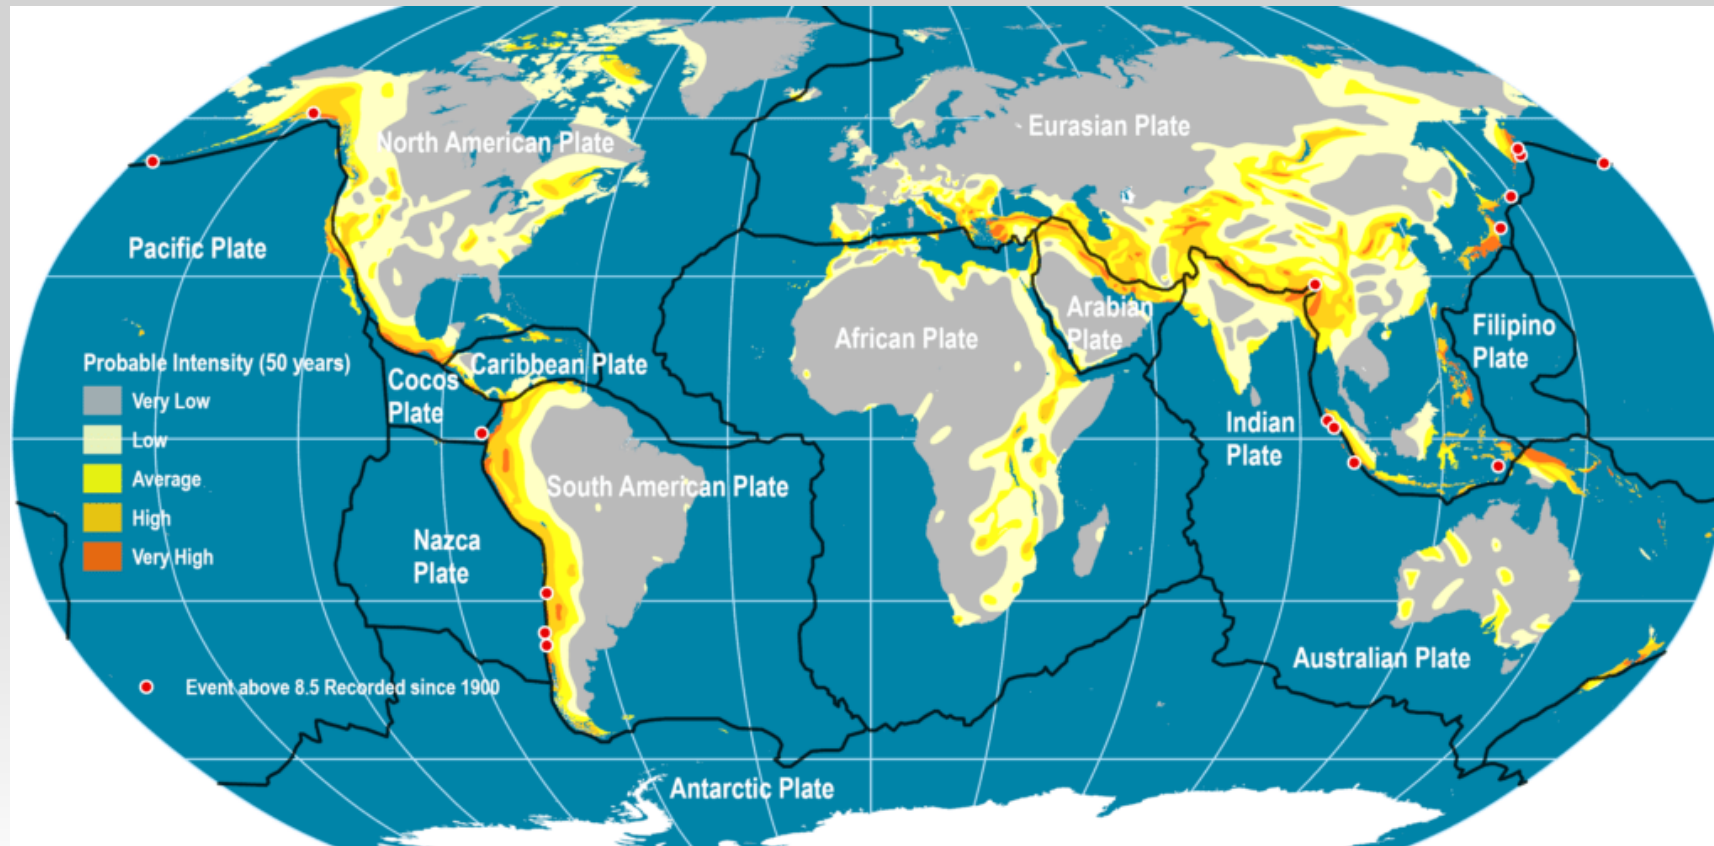 North American Plate
Eurasian Plate
Pacific Plate
African Plate
Arabian
Plate
Filipino
Plate
Caribbean Plate
Cocos
Plate
Indian
Plate
South American Plate
Nazca
Plate
Australian Plate
Antarctic Plate
Probable Intensity (50 years)
Very Low
Low
Average
High
Very High
Event above 8.5 Recorded since 1900